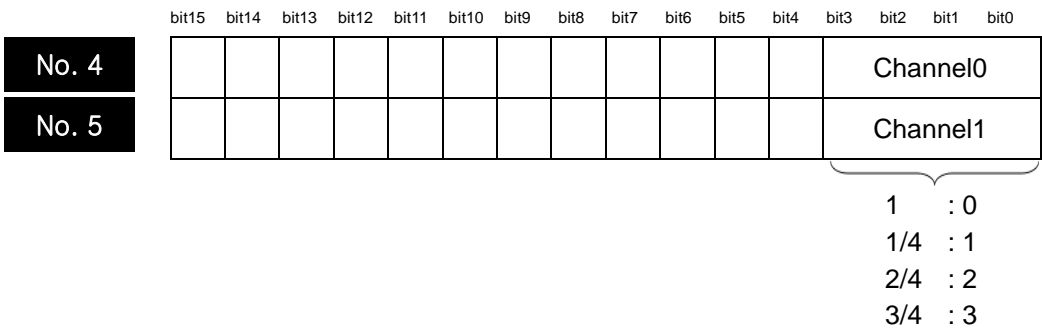 bit15 bit14 bit13 bit12 bit11 bit10 bit9 bit8 bit7 bit6 bit5 bit4 bit3 bit2 bit1 bit0
No. 4 Channel0
No. 5 Channel1
1 : 0
1/4 : 1
2/4 : 2
3/4 : 3